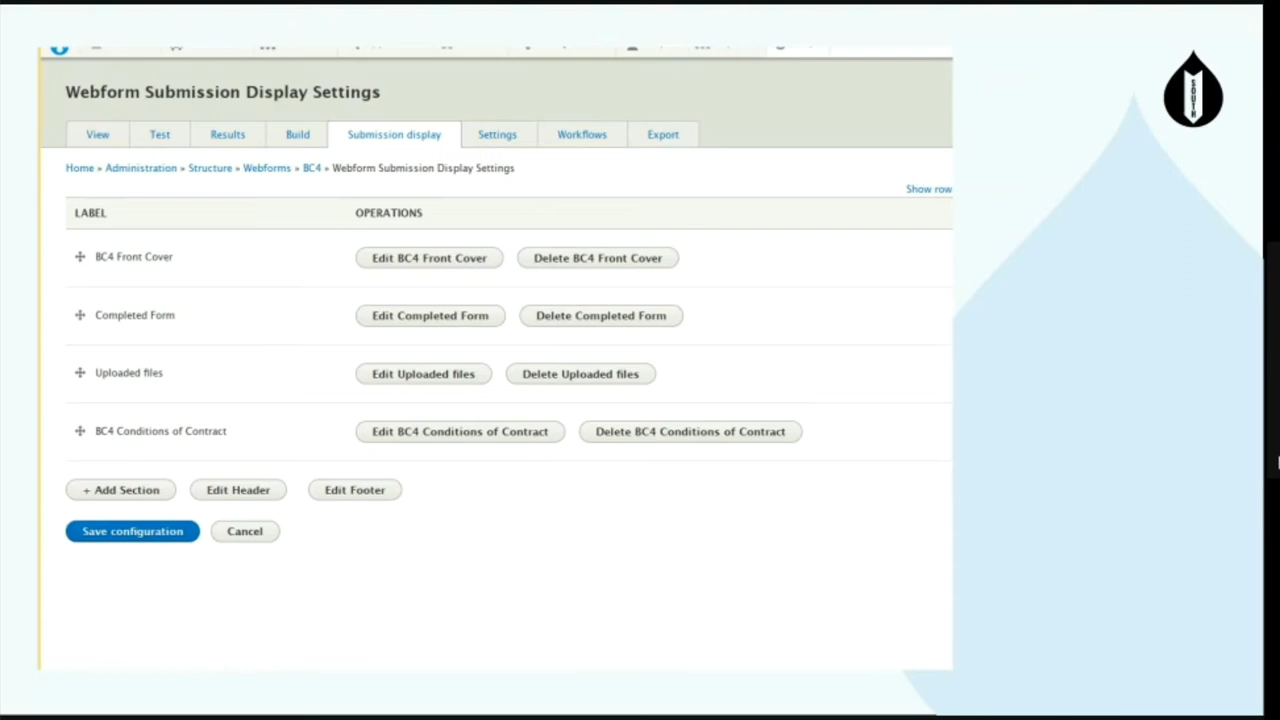 SOUTH
Webform Submission Display Settings
View Test Results Build Submission display Settings Workflows Export
Home » Administration » Structure » Webforms » BC4 » Webform Submission Display Settings
Show row
LABEL OPERATIONS
BC4 Front Cover Edit BC4 Front Cover Delete BC4 Front Cover
Completed Form Edit Completed Form Delete Completed Form
Uploaded files Edit Uploaded files Delete Uploaded files
BC4 Conditions of Contract Edit BC4 Conditions of Contract Delete BC4 Conditions of Contract
+ Add Section Edit Header Edit Footer
Save configuration Cancel